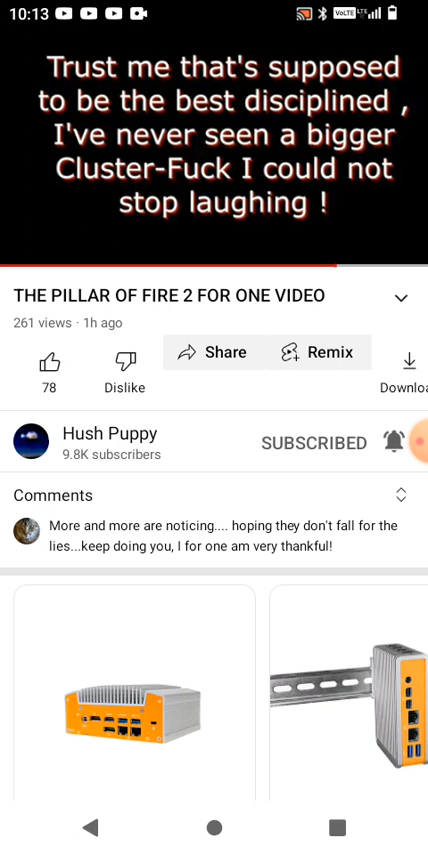 10:13
VoLTE
LTE
Trust me that's supposed
to be the best disciplined ,
I've never seen a bigger
Cluster-Fuck I could not
stop laughing !
THE PILLAR OF FIRE 2 FOR ONE VIDEO
261 views · 1h ago
Share
Remix
78
Dislike
Downloa
Hush Puppy
9.8K subscribers
SUBSCRIBED
Comments
More and more are noticing.... hoping they don't fall for the
lies...keep doing you, I for one am very thankful!